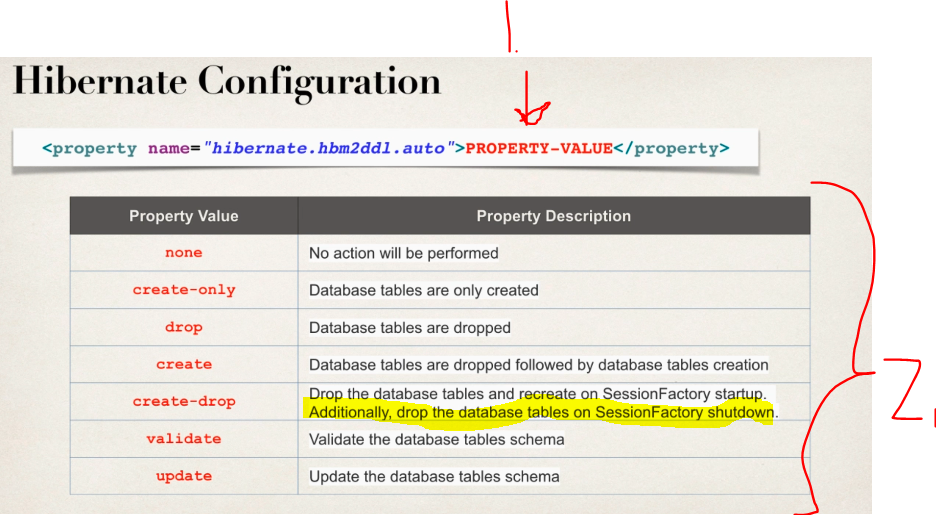 1.
Hibernate Configuration
<property name="hibernate.hbm2ddl.auto">PROPERTY-VALUE</property>
Property Value Property Description
none No action will be performed
create-only Database tables are only created
drop Database tables are dropped
create Database tables are dropped followed by database tables creation
create-drop Drop the database tables and recreate on SessionFactory startup.
Additionally, drop the database tables on SessionFactory shutdown.
validate Validate the database tables schema
update Update the database tables schema
2.